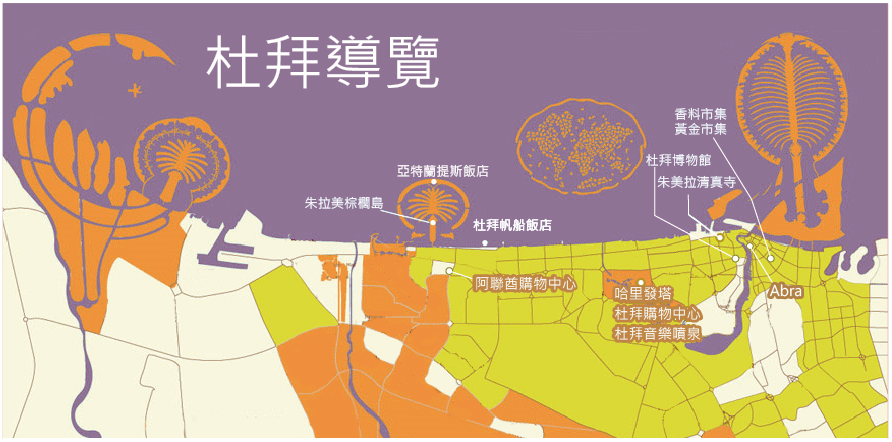 杜拜導覽
香料市集
黃金市集
杜拜博物館
朱美拉清真寺
亞特蘭提斯飯店
朱拉美棕櫚島
杜拜帆船飯店
阿聯酋購物中心
哈里發塔
杜拜購物中心
杜拜音樂噴泉
Abra